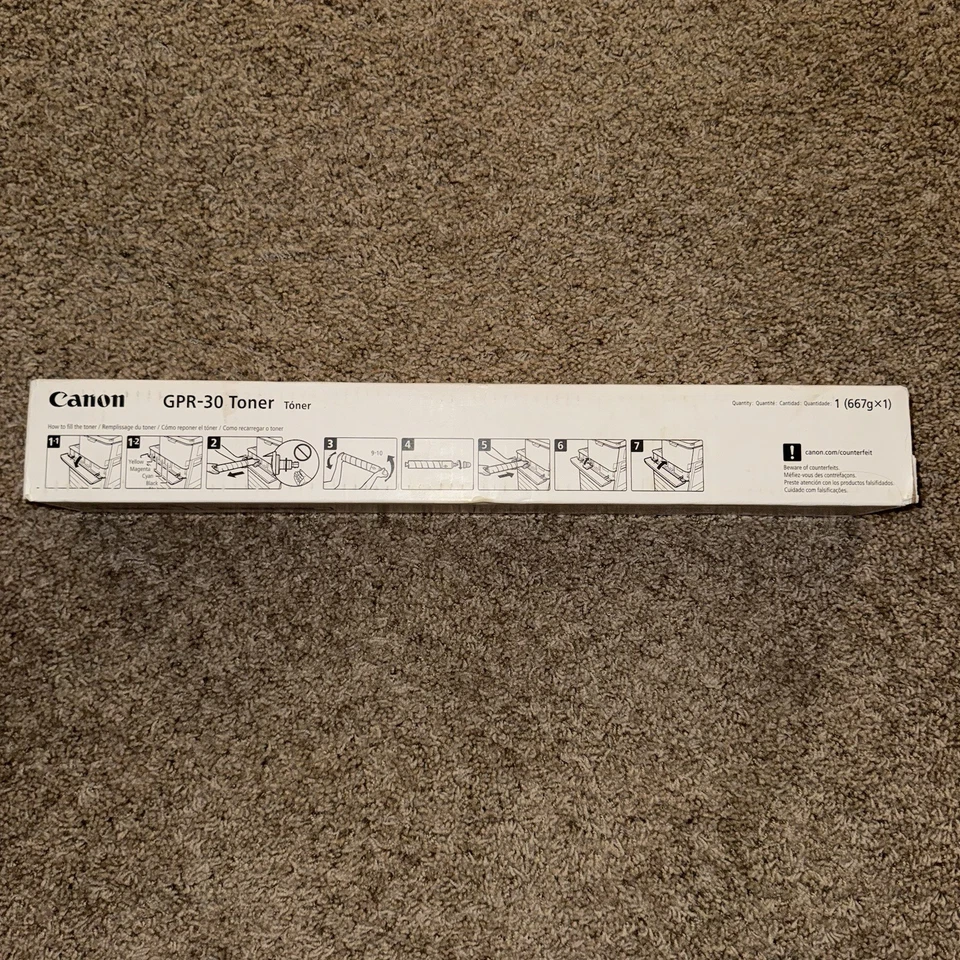 Canon GPR-30 Toner Tóner
Quantity: Quantité: Cantidad: Quantidade: 1 (667g×1)
How to fill the toner / Remplissage du toner / Cómo reponer el tóner / Como recarregar o toner
1-1 1-2 2 3 4 5 6 7
Yellow
Magenta
Cyan
Black
9-10
! canon.com/counterfeit
Beware of counterfeits.
Méfiez-vous des contrefaçons.
Preste atención con los productos falsificados.
Cuidado com falsificações.